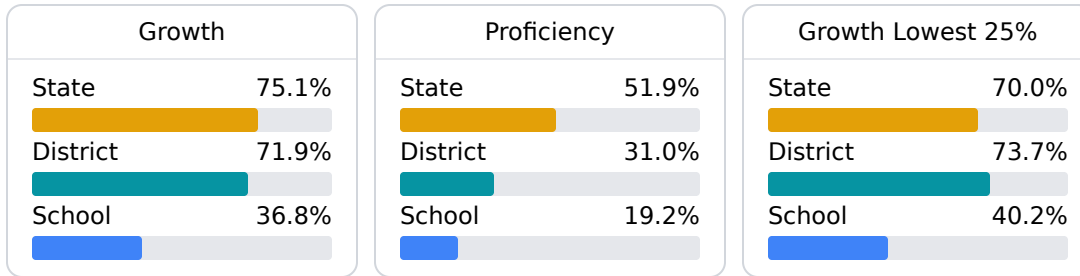 Growth
State 75.1%
District 71.9%
School 36.8%
Proficiency
State 51.9%
District 31.0%
School 19.2%
Growth Lowest 25%
State 70.0%
District 73.7%
School 40.2%